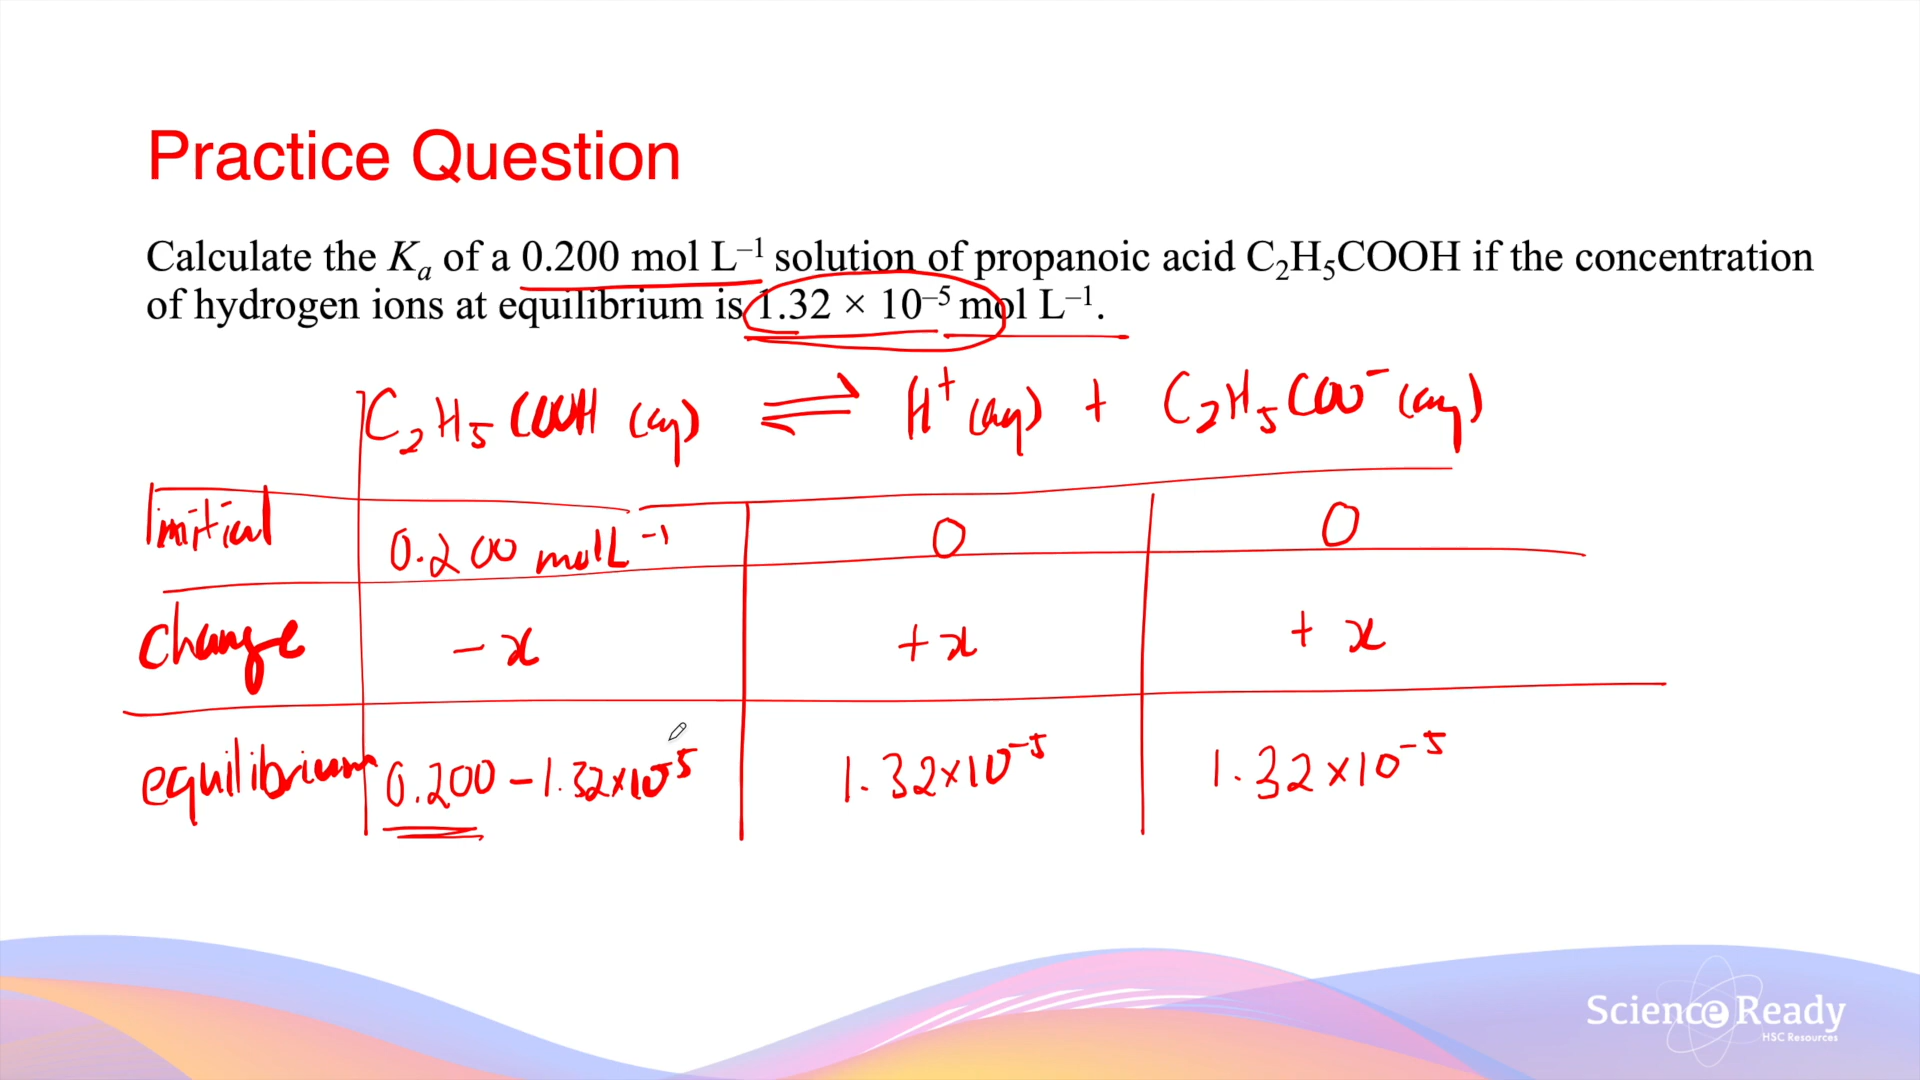 Practice Question
Calculate the Kₐ of a 0.200 mol L⁻¹ solution of propanoic acid C₂H₅COOH if the concentration
of hydrogen ions at equilibrium is 1.32 × 10⁻⁵ mol L⁻¹.
C₂H₅COOH (aq) ⇌ H⁺ (aq) + C₂H₅COO⁻ (aq)
Initial 0.200 mol L⁻¹ 0 0
change - x + x + x
equilibrium 0.200 - 1.32×10⁻⁵ 1.32×10⁻⁵ 1.32×10⁻⁵
Science Ready
HSC Resources